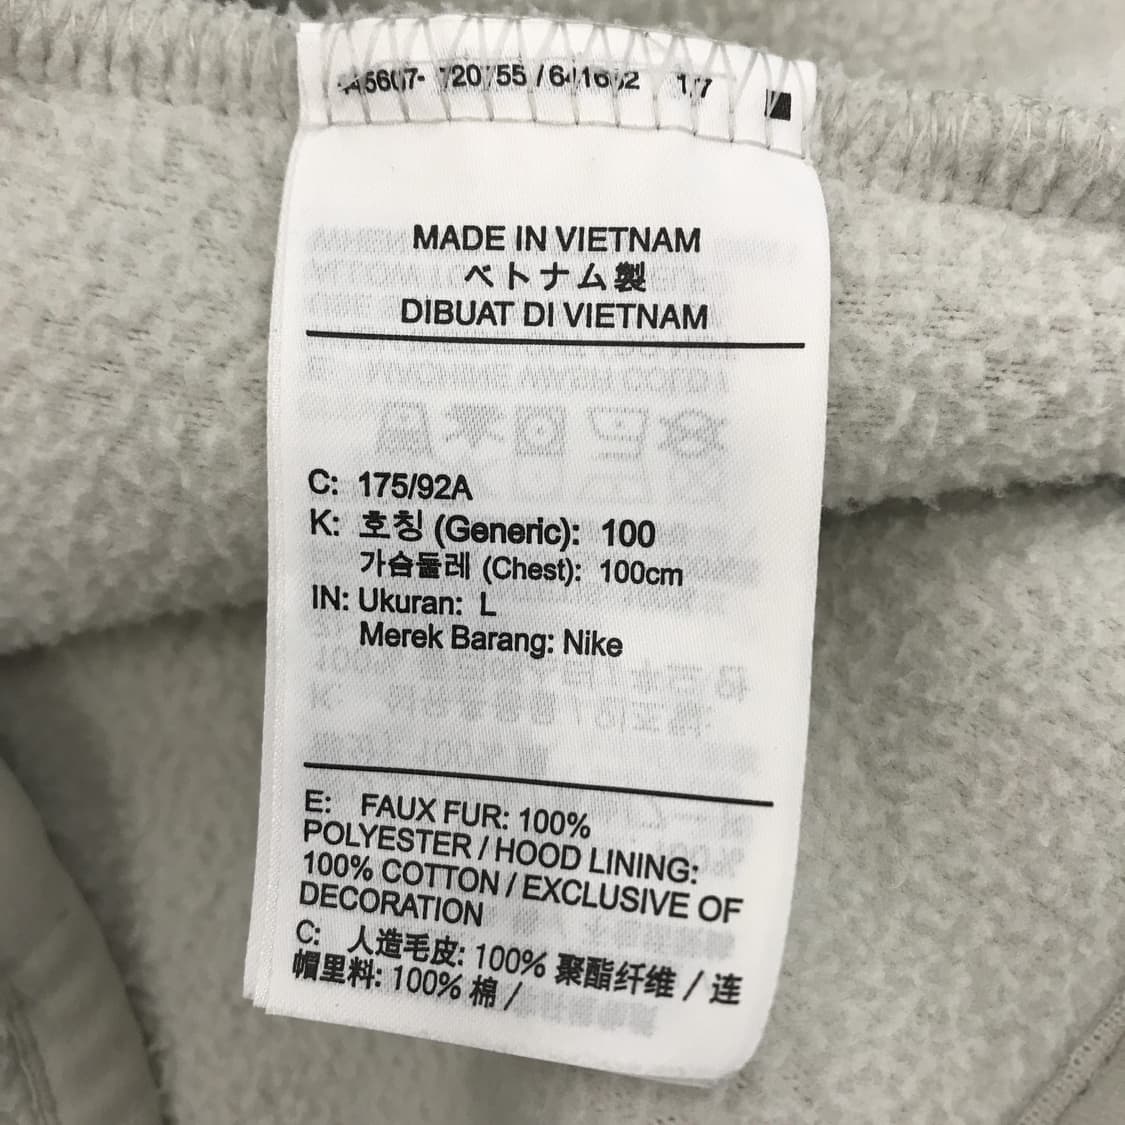 MADE IN VIETNAM
ベトナム製
DIBUAT DI VIETNAM
C: 175/92A
K: 호칭 (Generic): 100
가슴둘레 (Chest): 100cm
IN: Ukuran: L
Merek Barang: Nike
E: FAUX FUR: 100%
POLYESTER / HOOD LINING:
100% COTTON / EXCLUSIVE OF
DECORATION
C: 人造毛皮: 100% 聚酯纤维 / 连
帽里料: 100% 棉 /